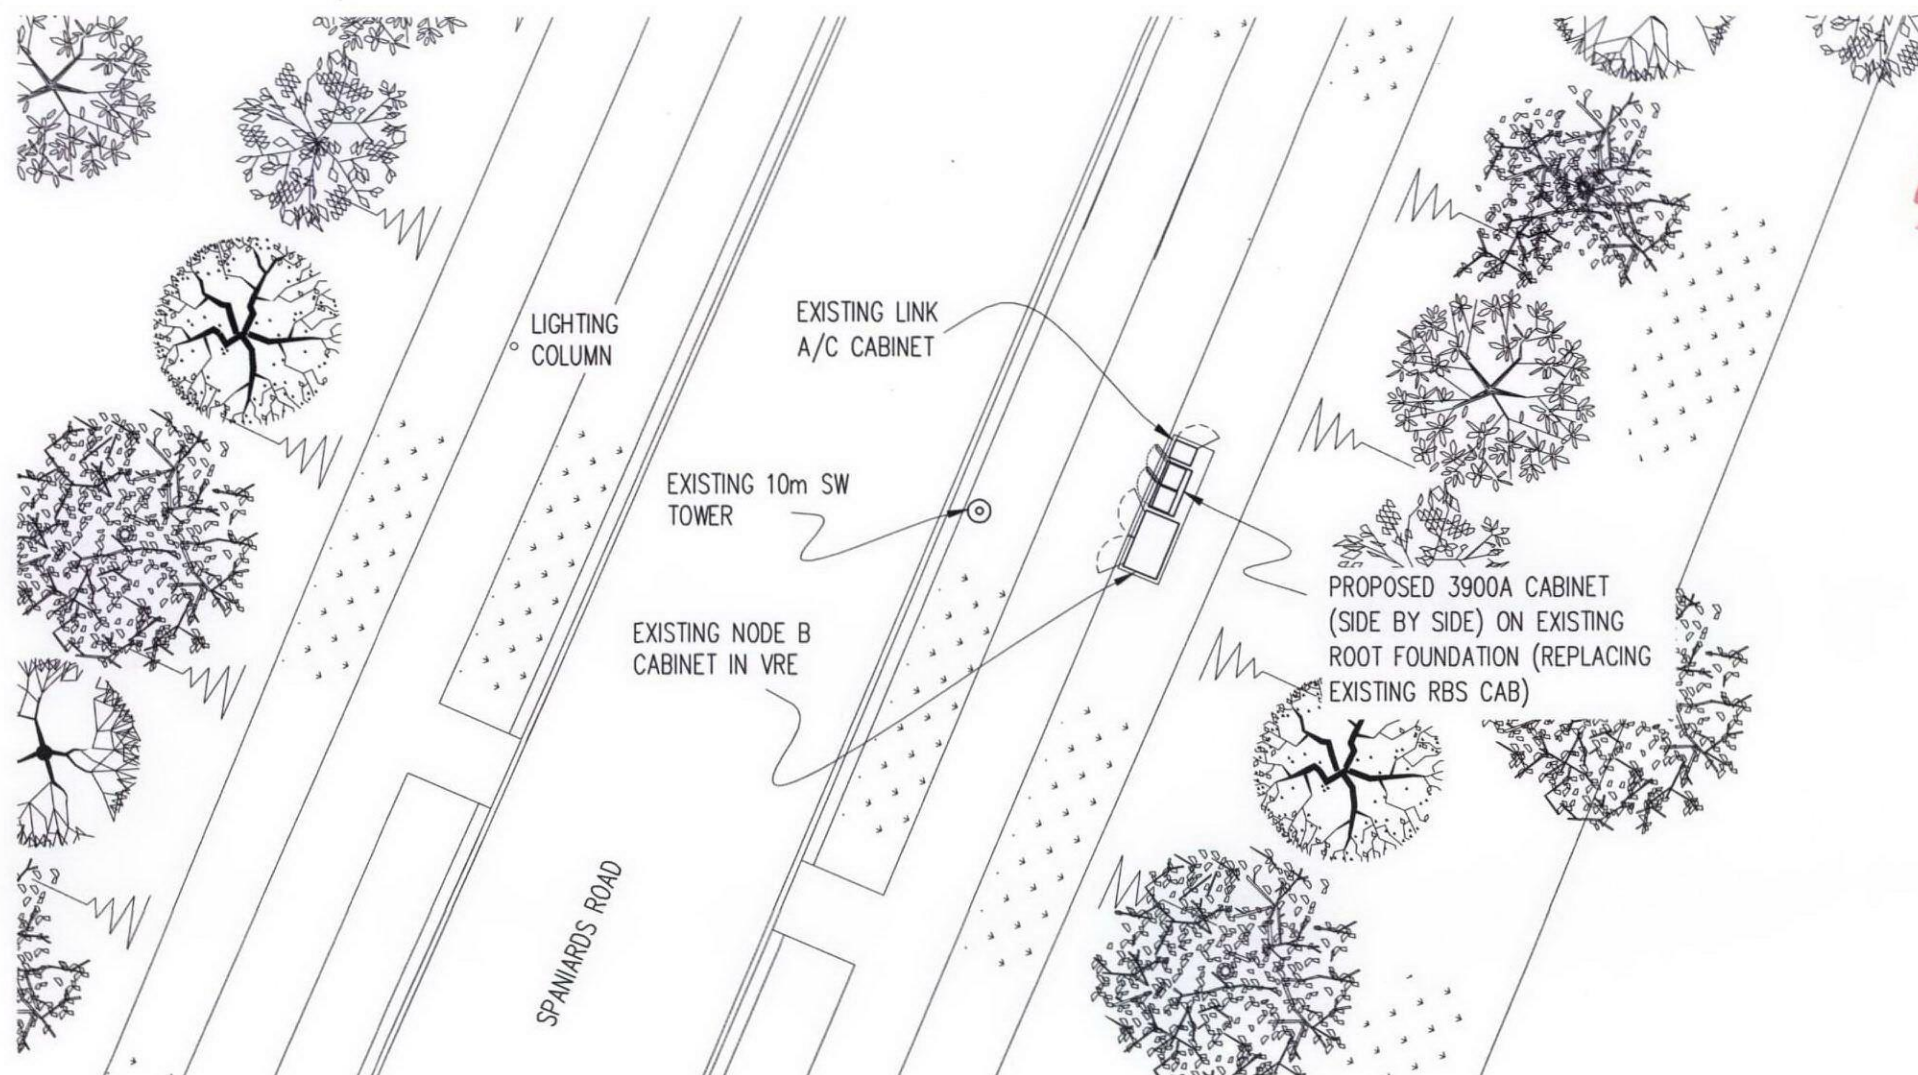 LIGHTING
COLUMN
EXISTING LINK
A/C CABINET
EXISTING 10m SW
TOWER
EXISTING NODE B
CABINET IN VRE
PROPOSED 3900A CABINET
(SIDE BY SIDE) ON EXISTING
ROOT FOUNDATION (REPLACING
EXISTING RBS CAB)
SPANIARDS ROAD